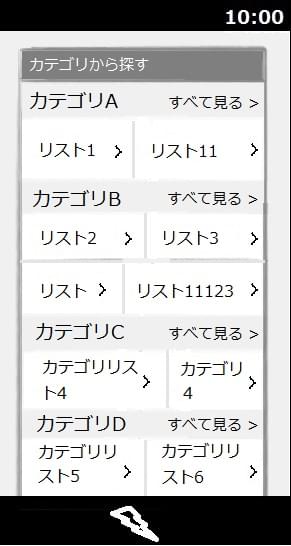 10:00
カテゴリから探す
カテゴリA すべて見る >
リスト1 > リスト11 >
カテゴリB すべて見る >
リスト2 > リスト3 >
リスト > リスト11123 >
カテゴリC すべて見る >
カテゴリリス
ト4 >
カテゴリ
4 >
カテゴリD すべて見る >
カテゴリリ
スト5 >
カテゴリリ
スト6 >